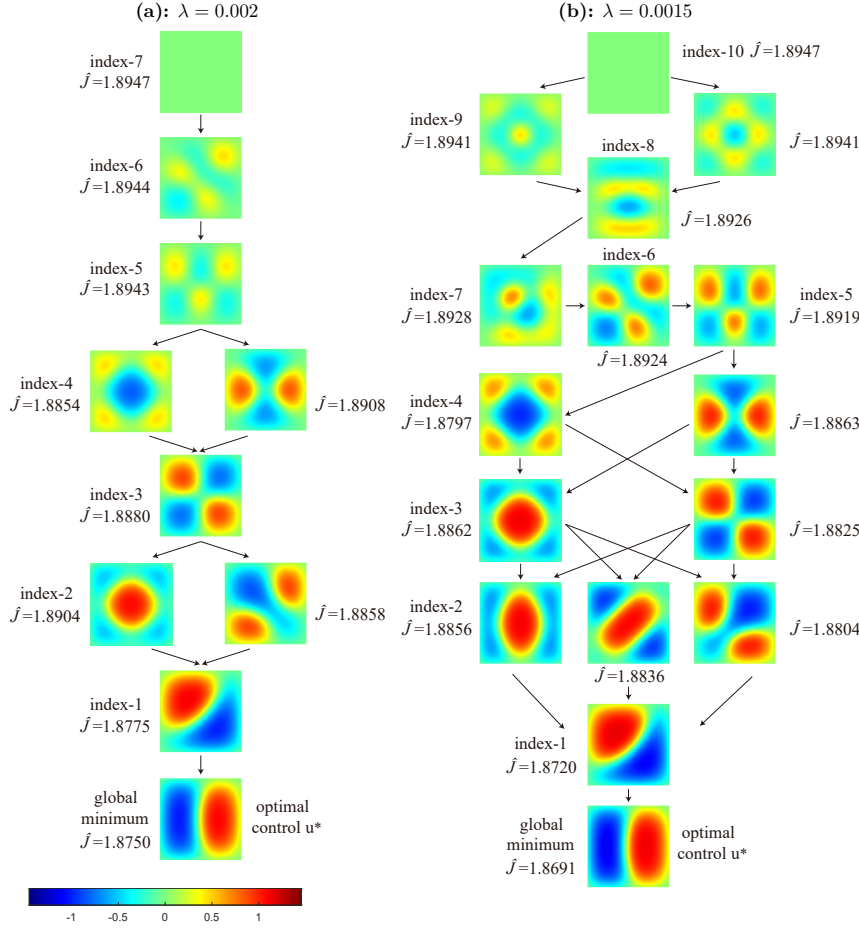 (a): λ = 0.002
index-7
Ĵ=1.8947
index-6
Ĵ=1.8944
index-5
Ĵ=1.8943
index-4
Ĵ=1.8854
Ĵ=1.8908
index-3
Ĵ=1.8880
index-2
Ĵ=1.8904
Ĵ=1.8858
index-1
Ĵ=1.8775
global
minimum
Ĵ=1.8750
optimal
control u*
-1 -0.5 0 0.5 1
(b): λ = 0.0015
index-10 Ĵ=1.8947
index-9
Ĵ=1.8941
Ĵ=1.8941
index-8
Ĵ=1.8926
index-7
Ĵ=1.8928
index-6
Ĵ=1.8924
index-5
Ĵ=1.8919
index-4
Ĵ=1.8797
Ĵ=1.8863
index-3
Ĵ=1.8862
Ĵ=1.8825
index-2
Ĵ=1.8856
Ĵ=1.8836
Ĵ=1.8804
index-1
Ĵ=1.8720
global
minimum
Ĵ=1.8691
optimal
control u*